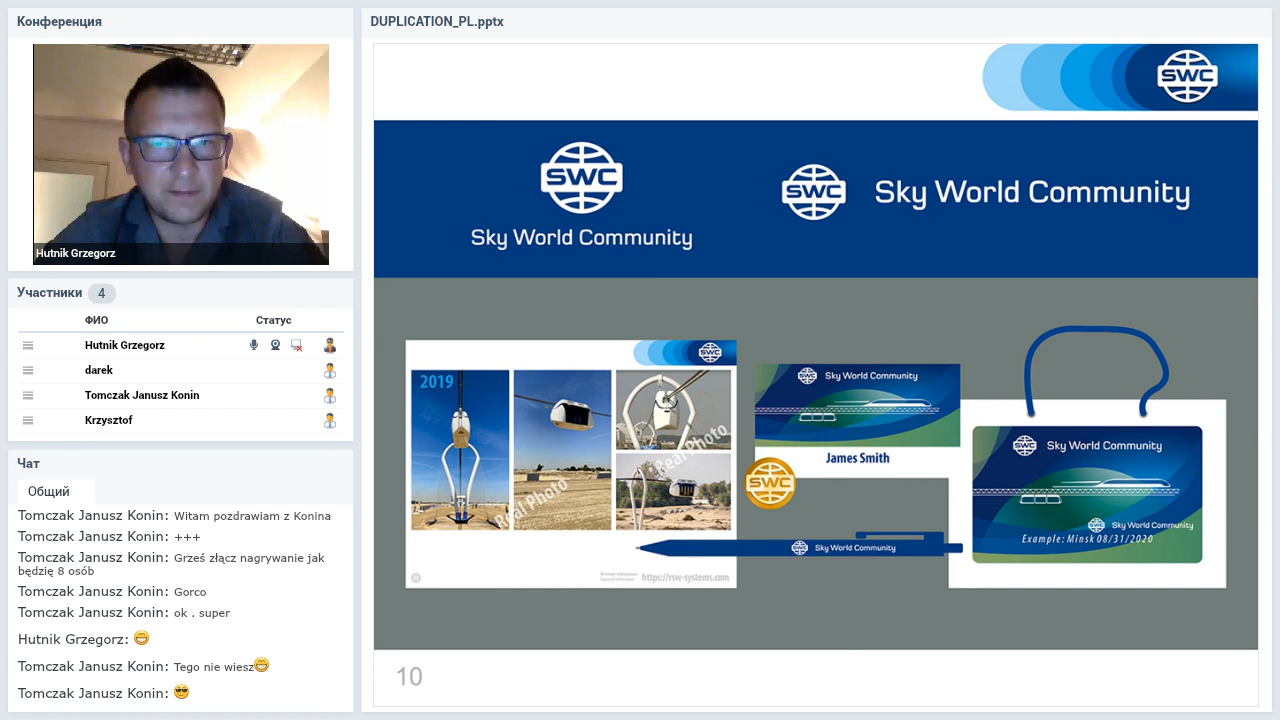 Конференция
Hutnik Grzegorz
Участники 4
ФИО Статус
Hutnik Grzegorz
darek
Tomczak Janusz Konin
Krzysztof
Чат
Общий
Tomczak Janusz Konin: Witam pozdrawiam z Konina
Tomczak Janusz Konin: +++
Tomczak Janusz Konin: Grześ złącz nagrywanie jak
będzię 8 osób
Tomczak Janusz Konin: Gorco
Tomczak Janusz Konin: ok . super
Hutnik Grzegorz: 😁
Tomczak Janusz Konin: Tego nie wiesz😁
Tomczak Janusz Konin: 😎
DUPLICATION_PL.pptx
SWC
SWC
Sky World Community
SWC Sky World Community
SWC
2019
Real Photo
Real Photo
https://rsw-systems.com
SWC Sky World Community
James Smith
SWC
SWC Sky World Community
SWC Sky World Community
SWC Sky World Community
Example: Minsk 08/31/2020
10